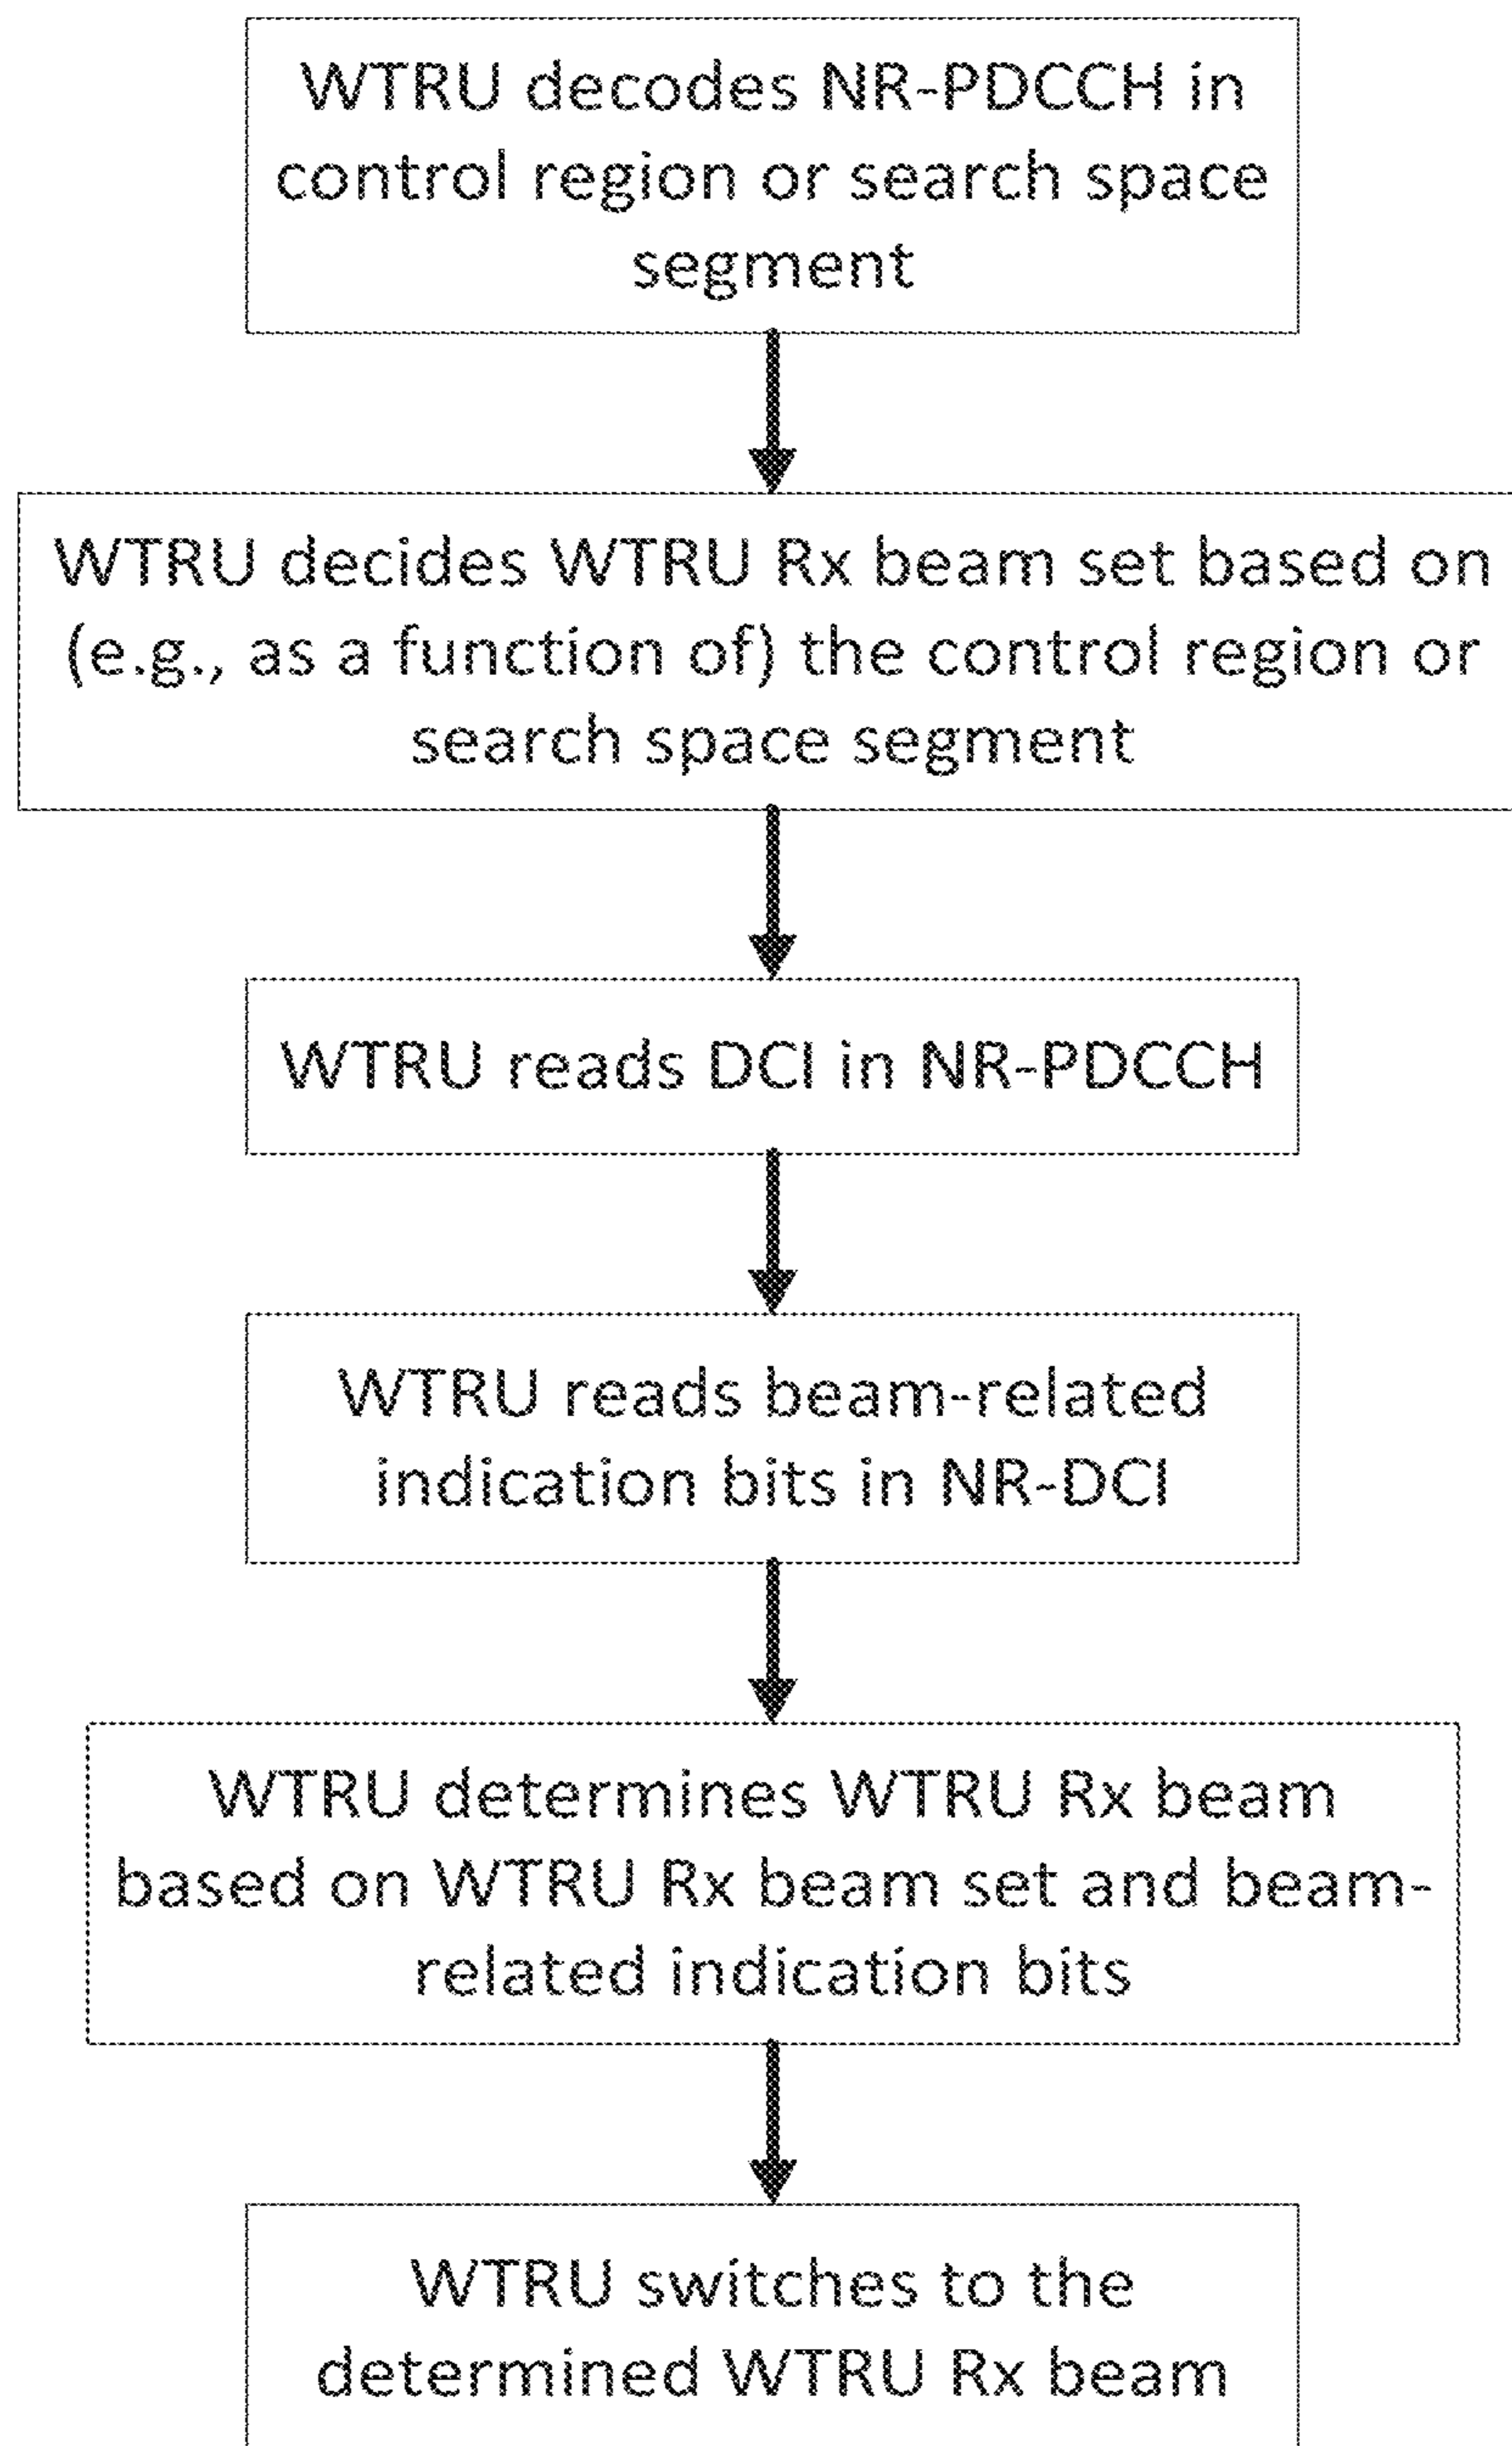 WTRU decodes NR-PDCCH in
control region or search space
segment
WTRU decides WTRU Rx beam set based on
(e.g., as a function of) the control region or
search space segment
WTRU reads DCI in NR-PDCCH
WTRU reads beam-related
indication bits in NR-DCI
WTRU determines WTRU Rx beam
based on WTRU Rx beam set and beam-
related indication bits
WTRU switches to the
determined WTRU Rx beam